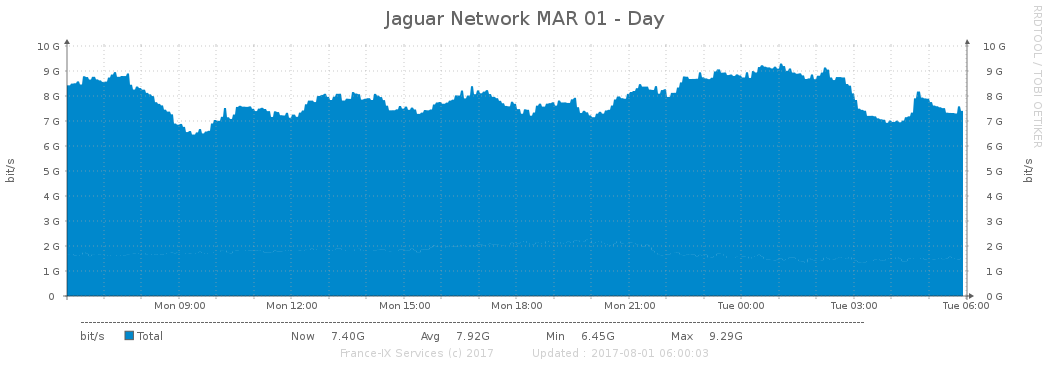 Jaguar Network MAR 01 - Day
RRDTOOL / TOBI OETIKER
10 G 10 G
9 G 9 G
8 G 8 G
7 G 7 G
6 G 6 G
5 G 5 G
4 G 4 G
3 G 3 G
2 G 2 G
1 G 1 G
0 0 G
bit/s bit/s
Mon 09:00 Mon 12:00 Mon 15:00 Mon 18:00 Mon 21:00 Tue 00:00 Tue 03:00 Tue 06:00
bit/s Total Now 7.40G Avg 7.92G Min 6.45G Max 9.29G
France-IX Services (c) 2017 Updated : 2017-08-01 06:00:03